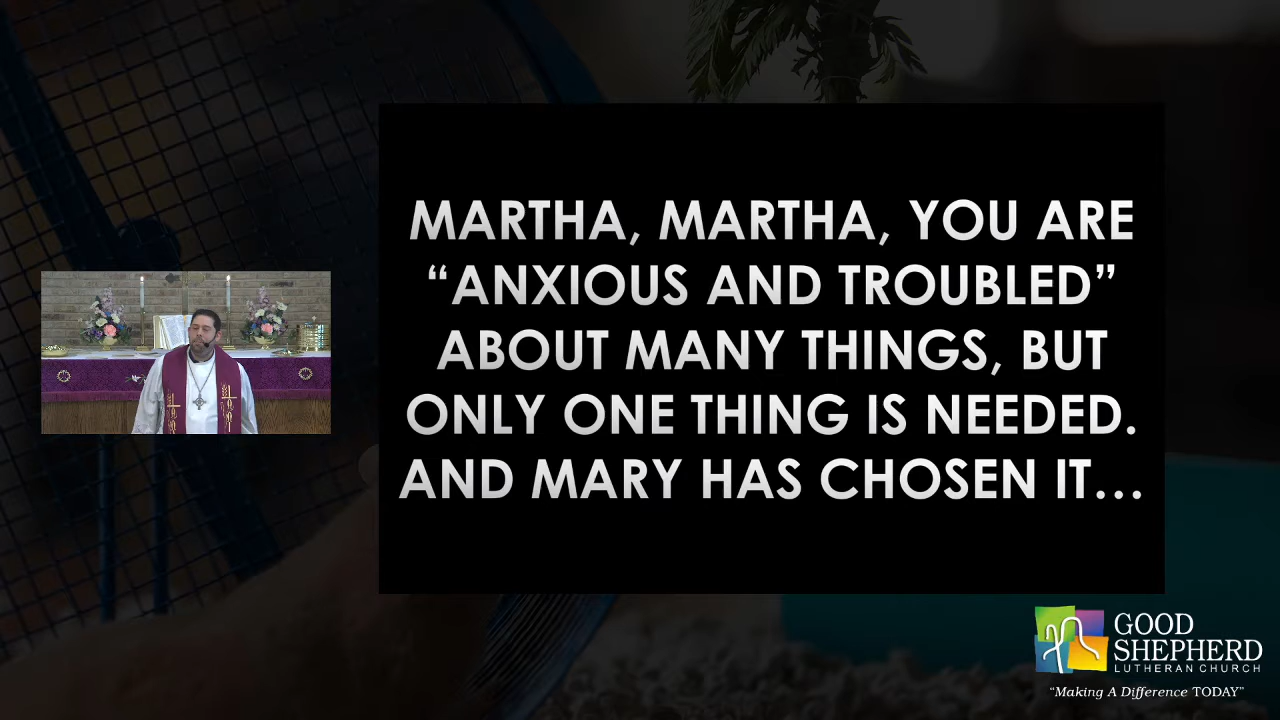 MARTHA, MARTHA, YOU ARE
“ANXIOUS AND TROUBLED”
ABOUT MANY THINGS, BUT
ONLY ONE THING IS NEEDED.
AND MARY HAS CHOSEN IT…
GOOD
SHEPHERD
LUTHERAN CHURCH
“Making A Difference TODAY”